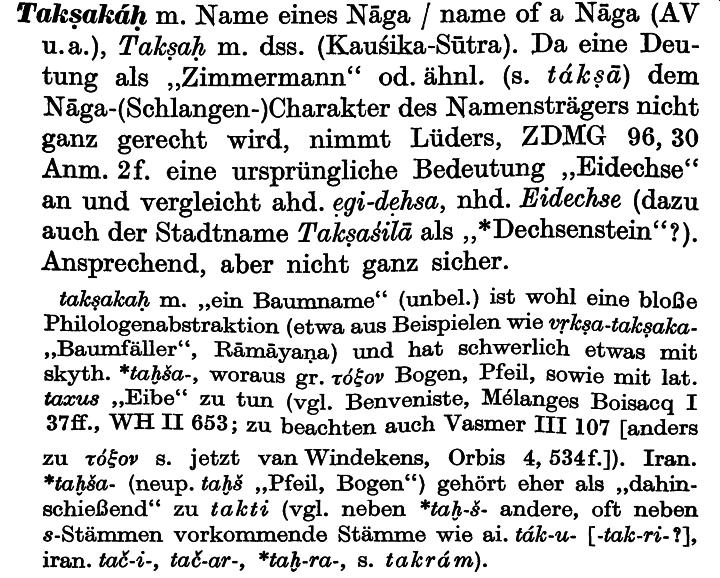 Takṣakáḥ m. Name eines Nāga / name of a Nāga (AV
u.a.), Takṣaḥ m. dss. (Kauśika-Sūtra). Da eine Deu-
tung als „Zimmermann“ od. ähnl. (s. tákṣā) dem
Nāga-(Schlangen-)Charakter des Namensträgers nicht
ganz gerecht wird, nimmt Lüders, ZDMG 96, 30
Anm. 2f. eine ursprüngliche Bedeutung „Eidechse“
an und vergleicht ahd. ęgi-dęhsa, nhd. Eidechse (dazu
auch der Stadtname Takṣaśilā als „*Dechsenstein“?).
Ansprechend, aber nicht ganz sicher.
takṣakaḥ m. „ein Baumname“ (unbel.) ist wohl eine bloße
Philologenabstraktion (etwa aus Beispielen wie vṛkṣa-takṣaka-
„Baumfäller“, Rāmāyaṇa) und hat schwerlich etwas mit
skyth. *taḫša-, woraus gr. τόξον Bogen, Pfeil, sowie mit lat.
taxus „Eibe“ zu tun (vgl. Benveniste, Mélanges Boisacq I
37ff., WH II 653; zu beachten auch Vasmer III 107 [anders
zu τόξον s. jetzt van Windekens, Orbis 4, 534f.]). Iran.
*taḫša- (neup. taḫš „Pfeil, Bogen“) gehört eher als „dahin-
schießend“ zu takti (vgl. neben *taḫ-š- andere, oft neben
s-Stämmen vorkommende Stämme wie ai. ták-u- [-tak-ri-?],
iran. tač-i-, tač-ar-, *taḫ-ra-, s. takrám).